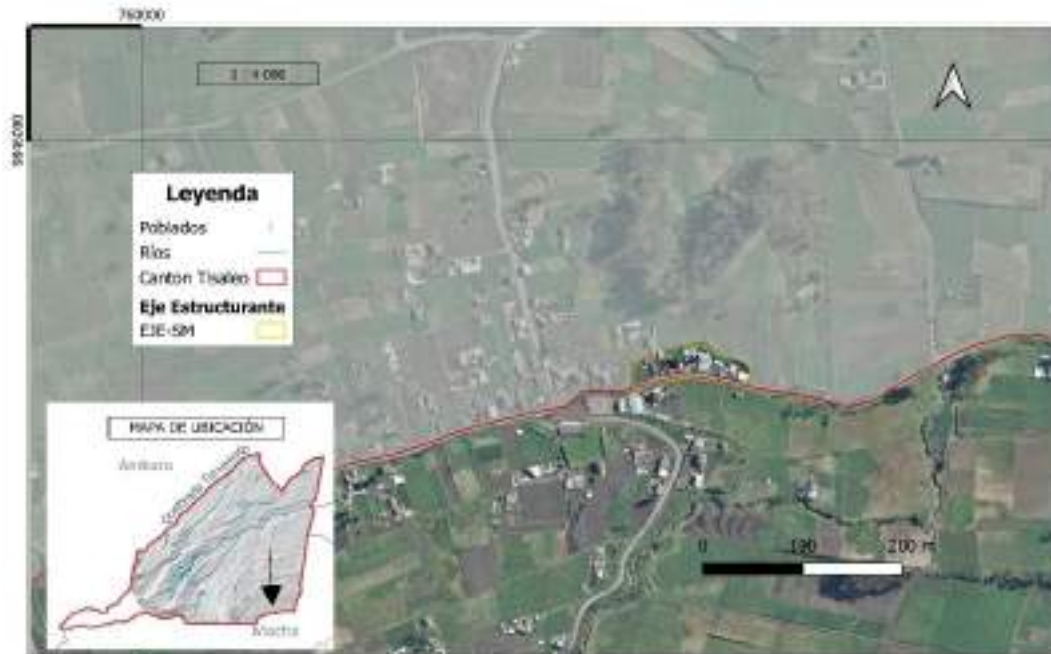 760000
Leyenda
Poblados
Ríos
Canton Tisaleo
Eje Estructurante
EJE-SM
MAPA DE UBICACIÓN
Ambato
Mocha
0 100 200 m